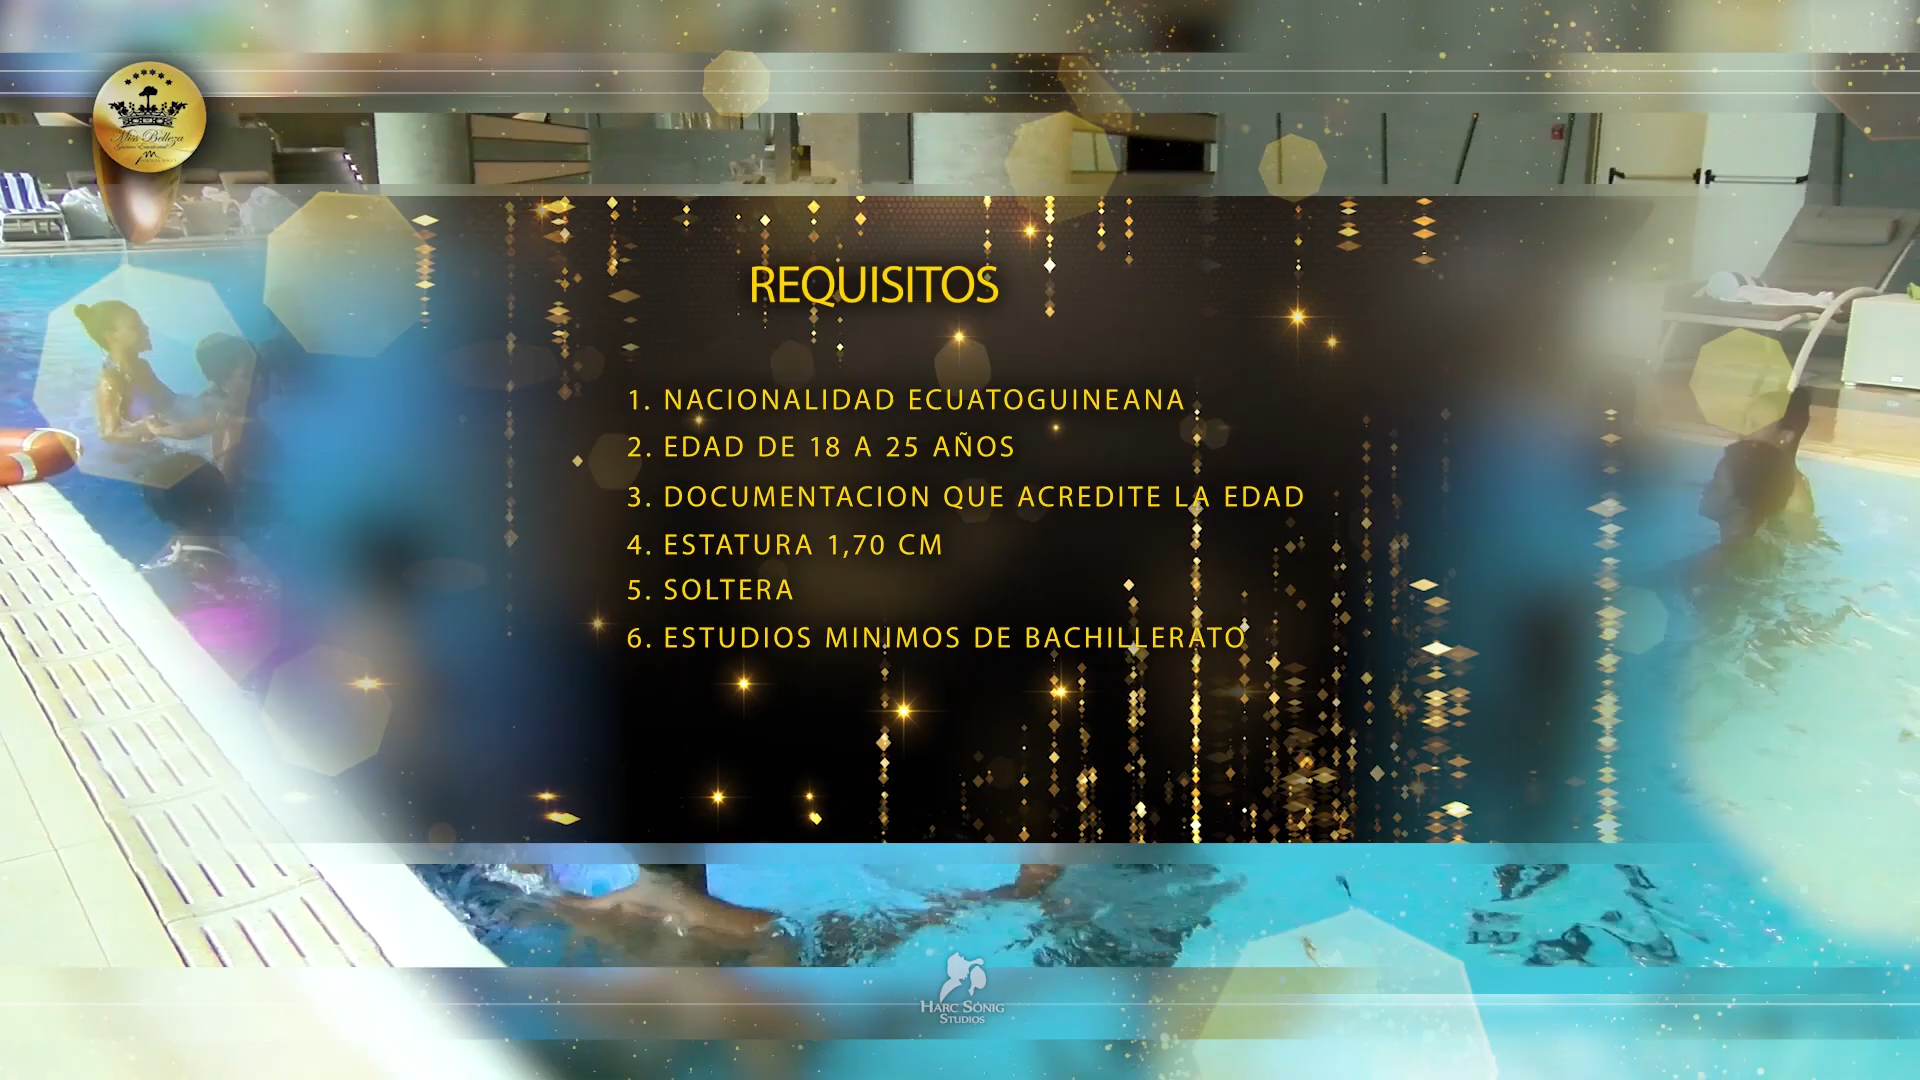 Miss Belleza
REQUISITOS
1. NACIONALIDAD ECUATOGUINEANA
2. EDAD DE 18 A 25 AÑOS
3. DOCUMENTACION QUE ACREDITE LA EDAD
4. ESTATURA 1,70 CM
5. SOLTERA
6. ESTUDIOS MINIMOS DE BACHILLERATO
HARC SÓNIG
STUDIOS